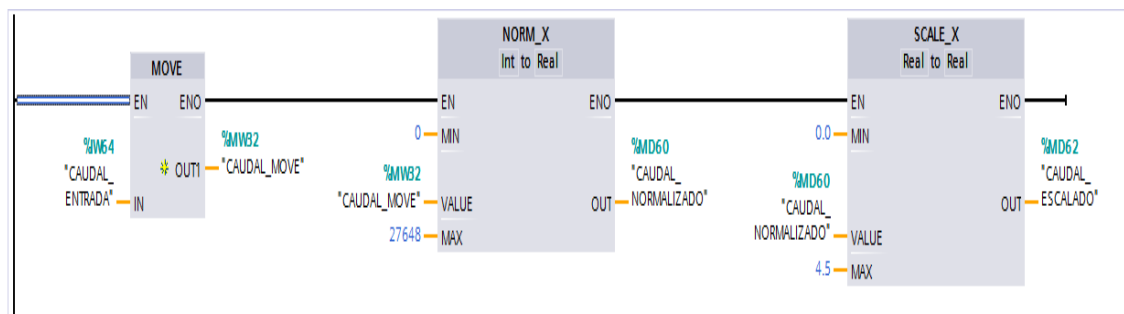 MOVE
EN
ENO
%IW64
"CAUDAL_
ENTRADA"
IN
OUT1
%MW32
"CAUDAL_MOVE"
NORM_X
Int to Real
EN
ENO
0
MIN
%MW32
"CAUDAL_MOVE"
VALUE
27648
MAX
OUT
%MD60
"CAUDAL_
NORMALIZADO"
SCALE_X
Real to Real
EN
ENO
0.0
MIN
%MD60
"CAUDAL_
NORMALIZADO"
VALUE
4.5
MAX
OUT
%MD62
"CAUDAL_
ESCALADO"